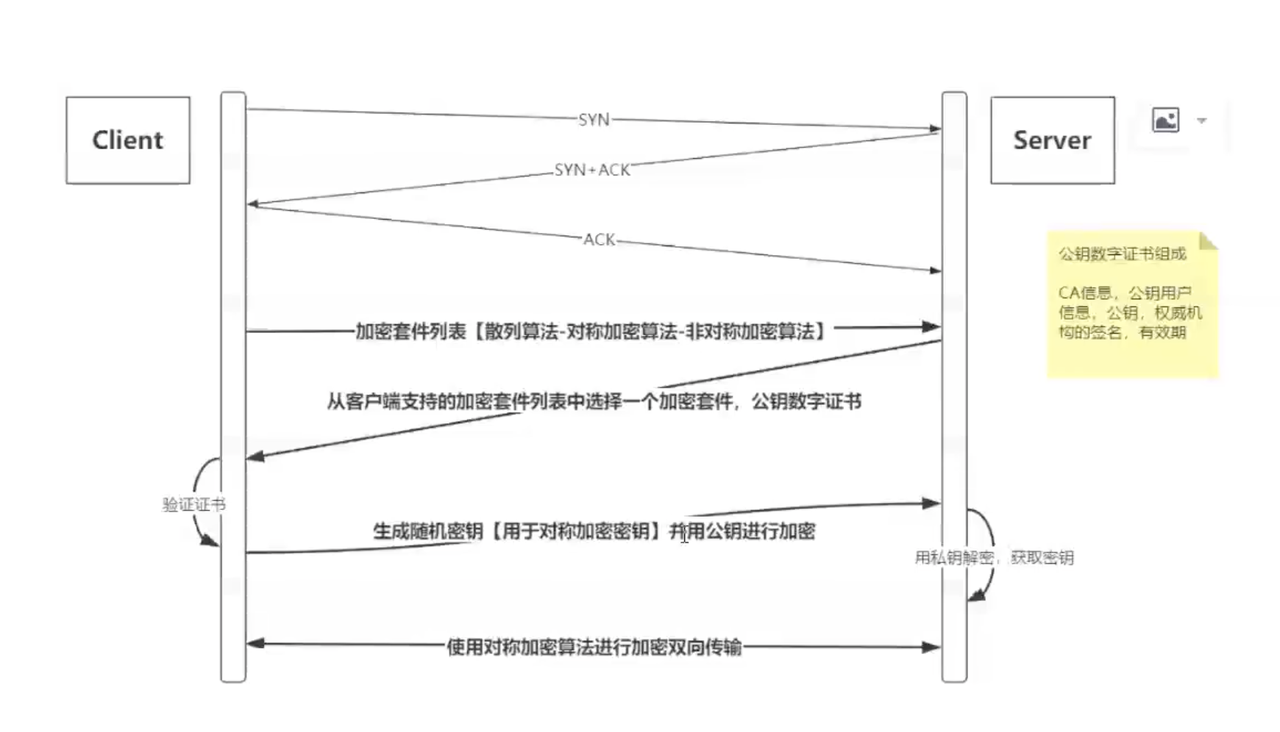 Client
Server
SYN
SYN+ACK
ACK
公钥数字证书组成
CA信息，公钥用户
信息，公钥，权威机
构的签名，有效期
加密套件列表【散列算法-对称加密算法-非对称加密算法】
从客户端支持的加密套件列表中选择一个加密套件，公钥数字证书
验证证书
生成随机密钥【用于对称加密密钥】并用公钥进行加密
用私钥解密，获取密钥
使用对称加密算法进行加密双向传输